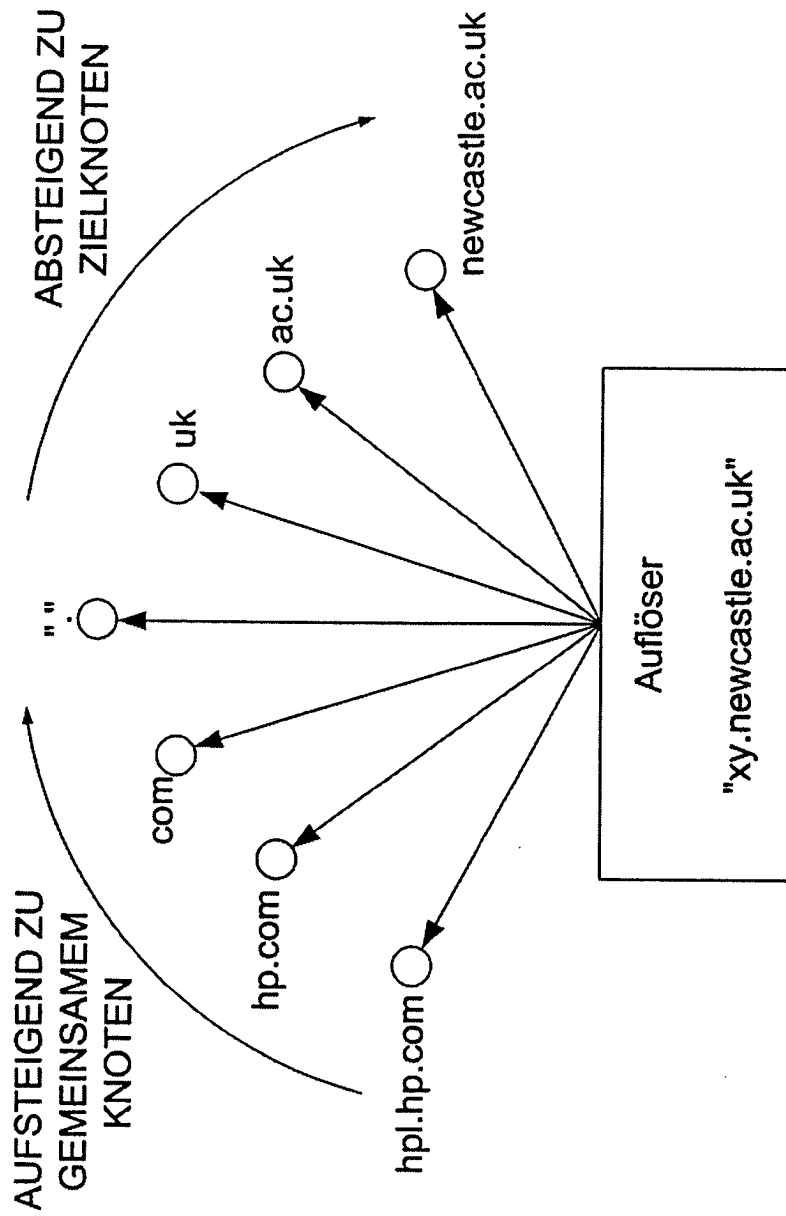 AUFSTEIGEND ZU
GEMEINSAMEM
KNOTEN
ABSTEIGEND ZU
ZIELKNOTEN
hpl.hp.com
hp.com
com
"."
uk
ac.uk
newcastle.ac.uk
Auflöser
"xy.newcastle.ac.uk"